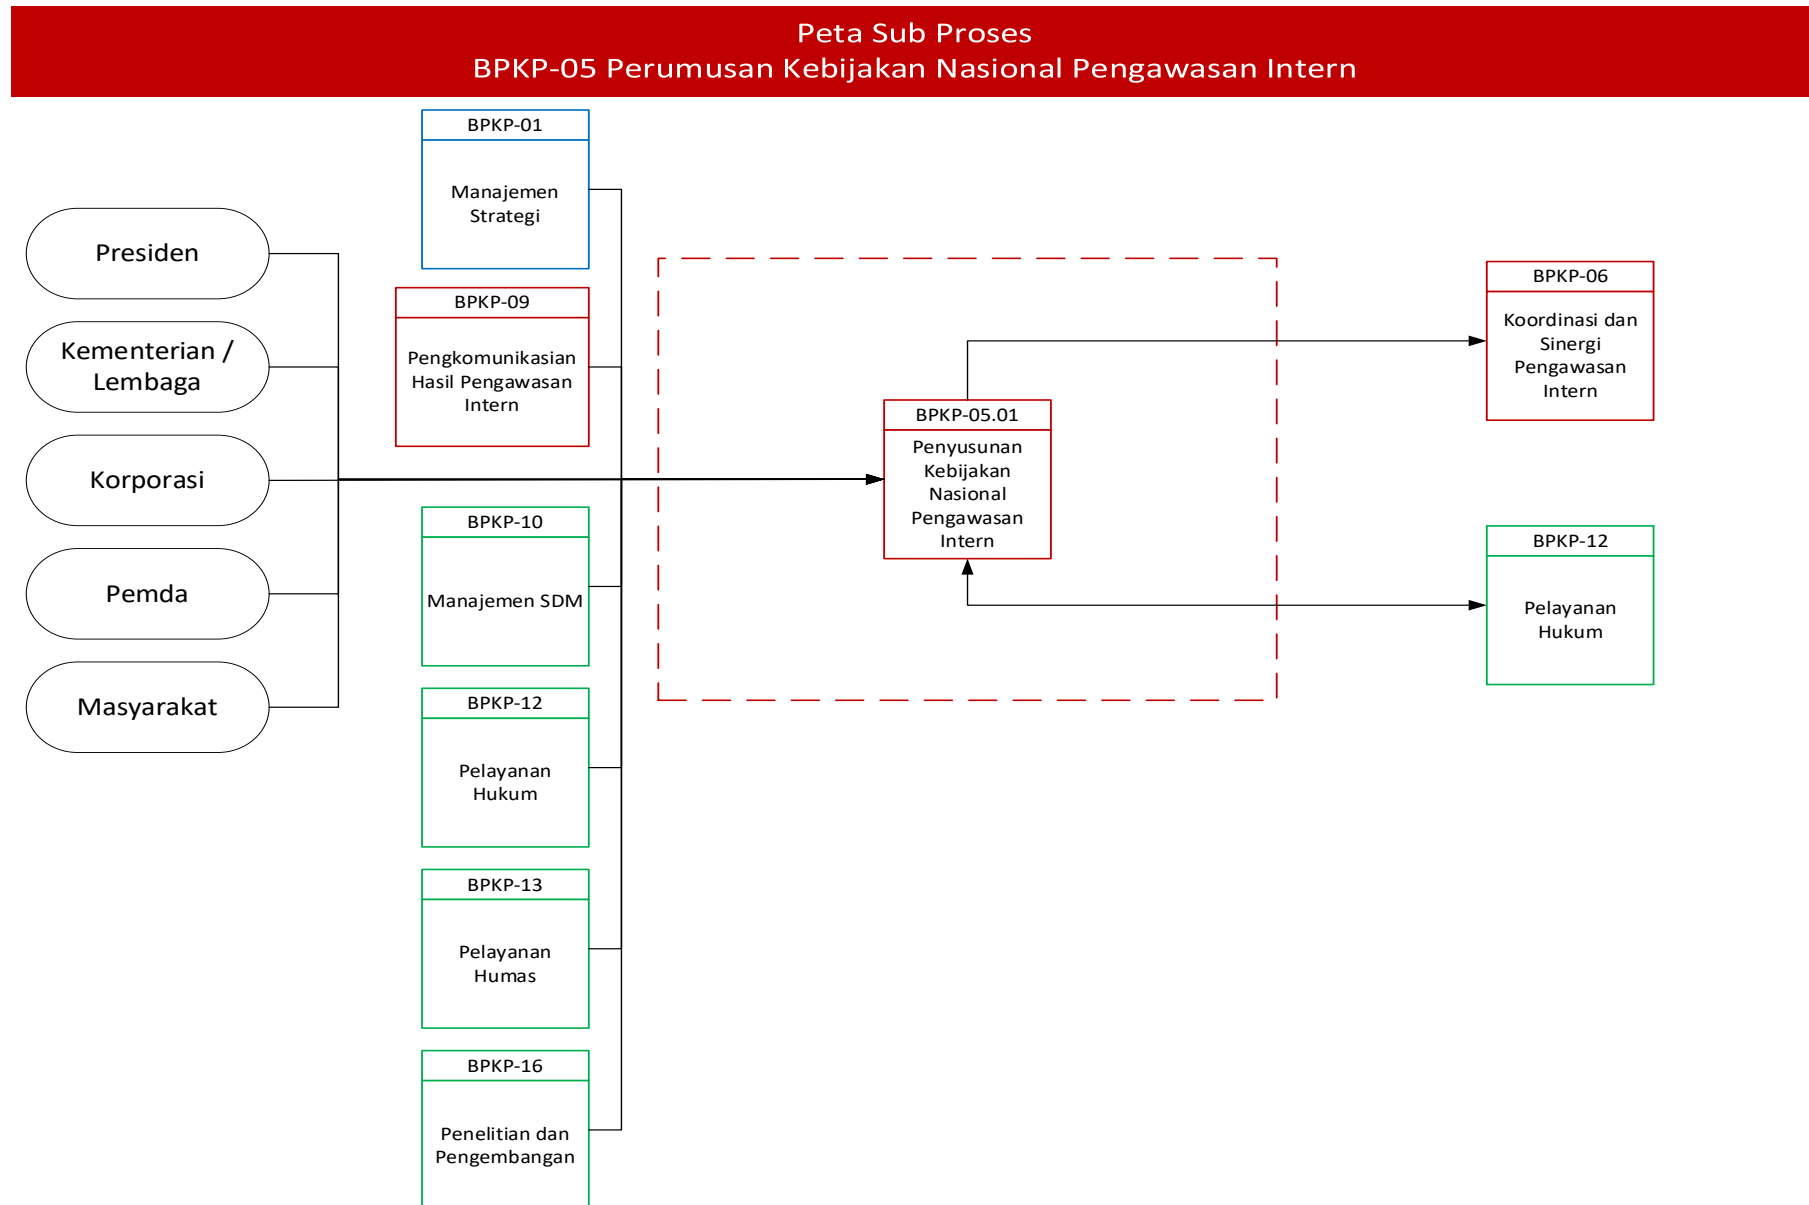 Peta Sub Proses
BPKP-05 Perumusan Kebijakan Nasional Pengawasan Intern
Presiden
Kementerian /
Lembaga
Korporasi
Pemda
Masyarakat
BPKP-01
Manajemen
Strategi
BPKP-09
Pengkomunikasian
Hasil Pengawasan
Intern
BPKP-10
Manajemen SDM
BPKP-12
Pelayanan
Hukum
BPKP-13
Pelayanan
Humas
BPKP-16
Penelitian dan
Pengembangan
BPKP-05.01
Penyusunan
Kebijakan
Nasional
Pengawasan
Intern
BPKP-06
Koordinasi dan
Sinergi
Pengawasan
Intern
BPKP-12
Pelayanan
Hukum